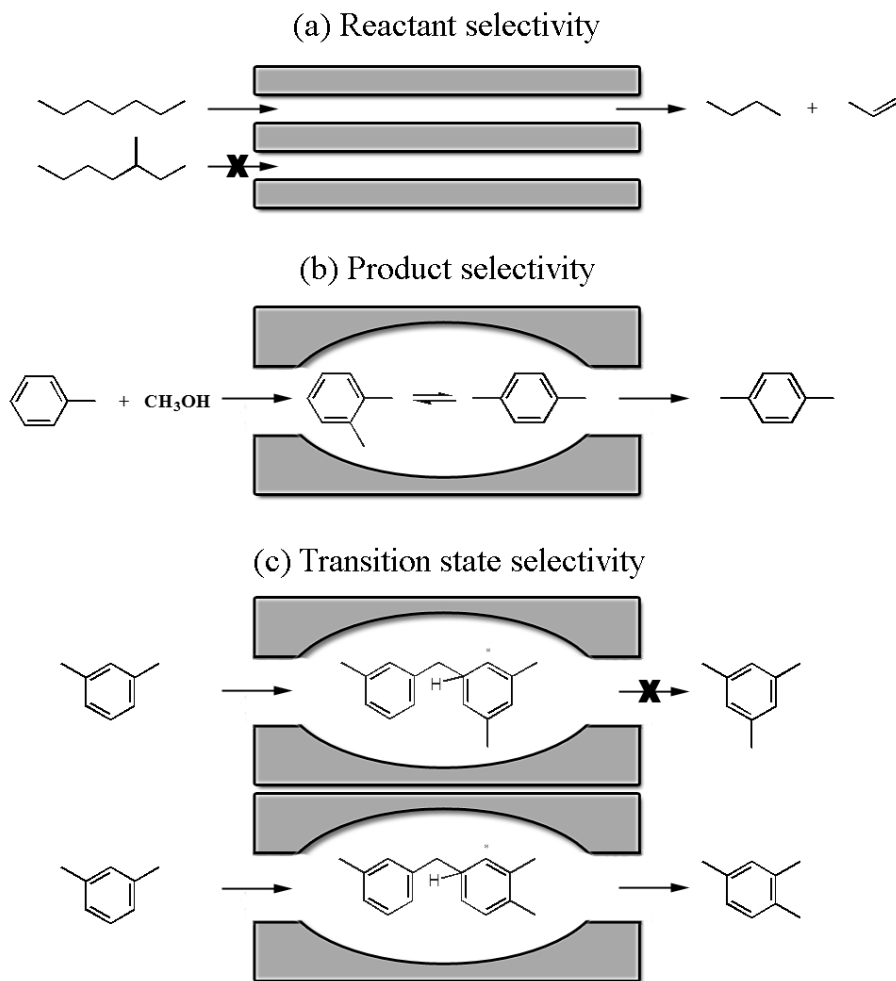 (a) Reactant selectivity
+
X
(b) Product selectivity
+ CH₃OH
(c) Transition state selectivity
H
X
H